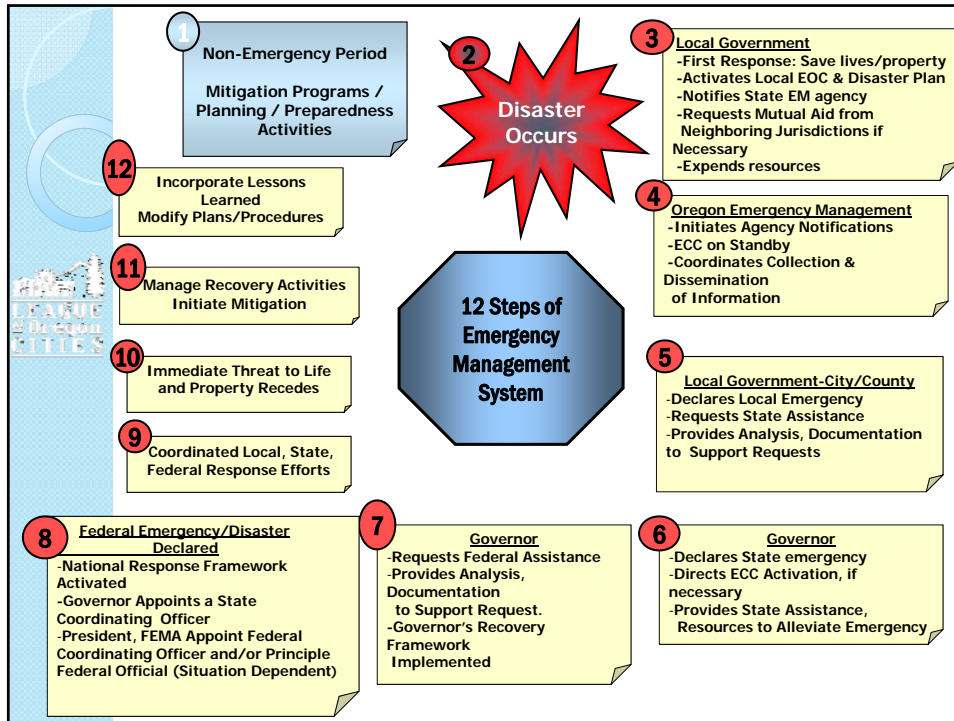 1
Non-Emergency Period
Mitigation Programs /
Planning / Preparedness
Activities
2
Disaster
Occurs
3
Local Government
-First Response: Save lives/property
-Activates Local EOC & Disaster Plan
-Notifies State EM agency
-Requests Mutual Aid from
Neighboring Jurisdictions if
Necessary
-Expends resources
4
Oregon Emergency Management
-Initiates Agency Notifications
-ECC on Standby
-Coordinates Collection &
Dissemination
of Information
5
Local Government-City/County
-Declares Local Emergency
-Requests State Assistance
-Provides Analysis, Documentation
to Support Requests
6
Governor
-Declares State emergency
-Directs ECC Activation, if
necessary
-Provides State Assistance,
Resources to Alleviate Emergency
7
Governor
-Requests Federal Assistance
-Provides Analysis,
Documentation
to Support Request.
-Governor's Recovery
Framework
Implemented
8
Federal Emergency/Disaster
Declared
-National Response Framework
Activated
-Governor Appoints a State
Coordinating Officer
-President, FEMA Appoint Federal
Coordinating Officer and/or Principle
Federal Official (Situation Dependent)
9
Coordinated Local, State,
Federal Response Efforts
10
Immediate Threat to Life
and Property Recedes
11
Manage Recovery Activities
Initiate Mitigation
12
Incorporate Lessons
Learned
Modify Plans/Procedures
12 Steps of
Emergency
Management
System
LEAGUE
of Oregon
CITIES